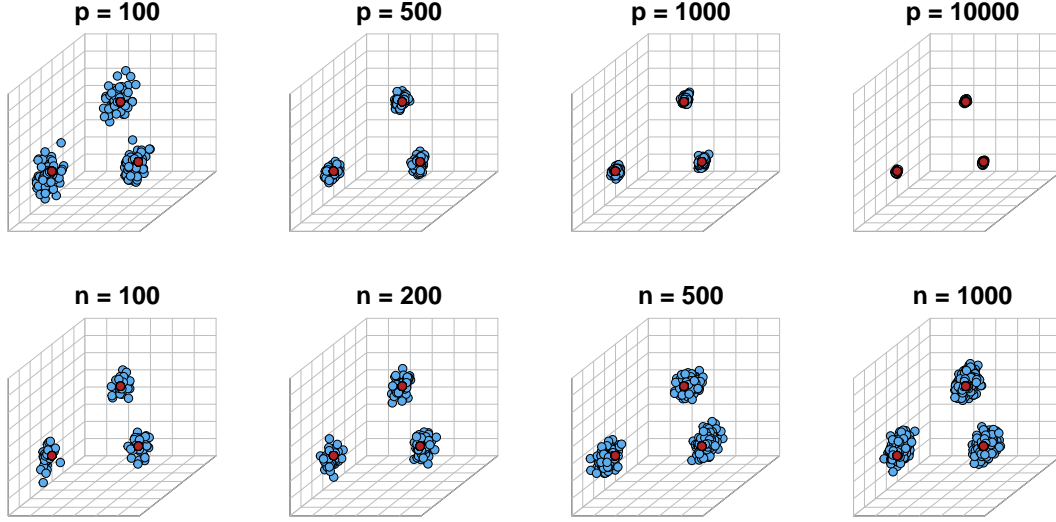 p = 100
p = 500
p = 1000
p = 10000
n = 100
n = 200
n = 500
n = 1000